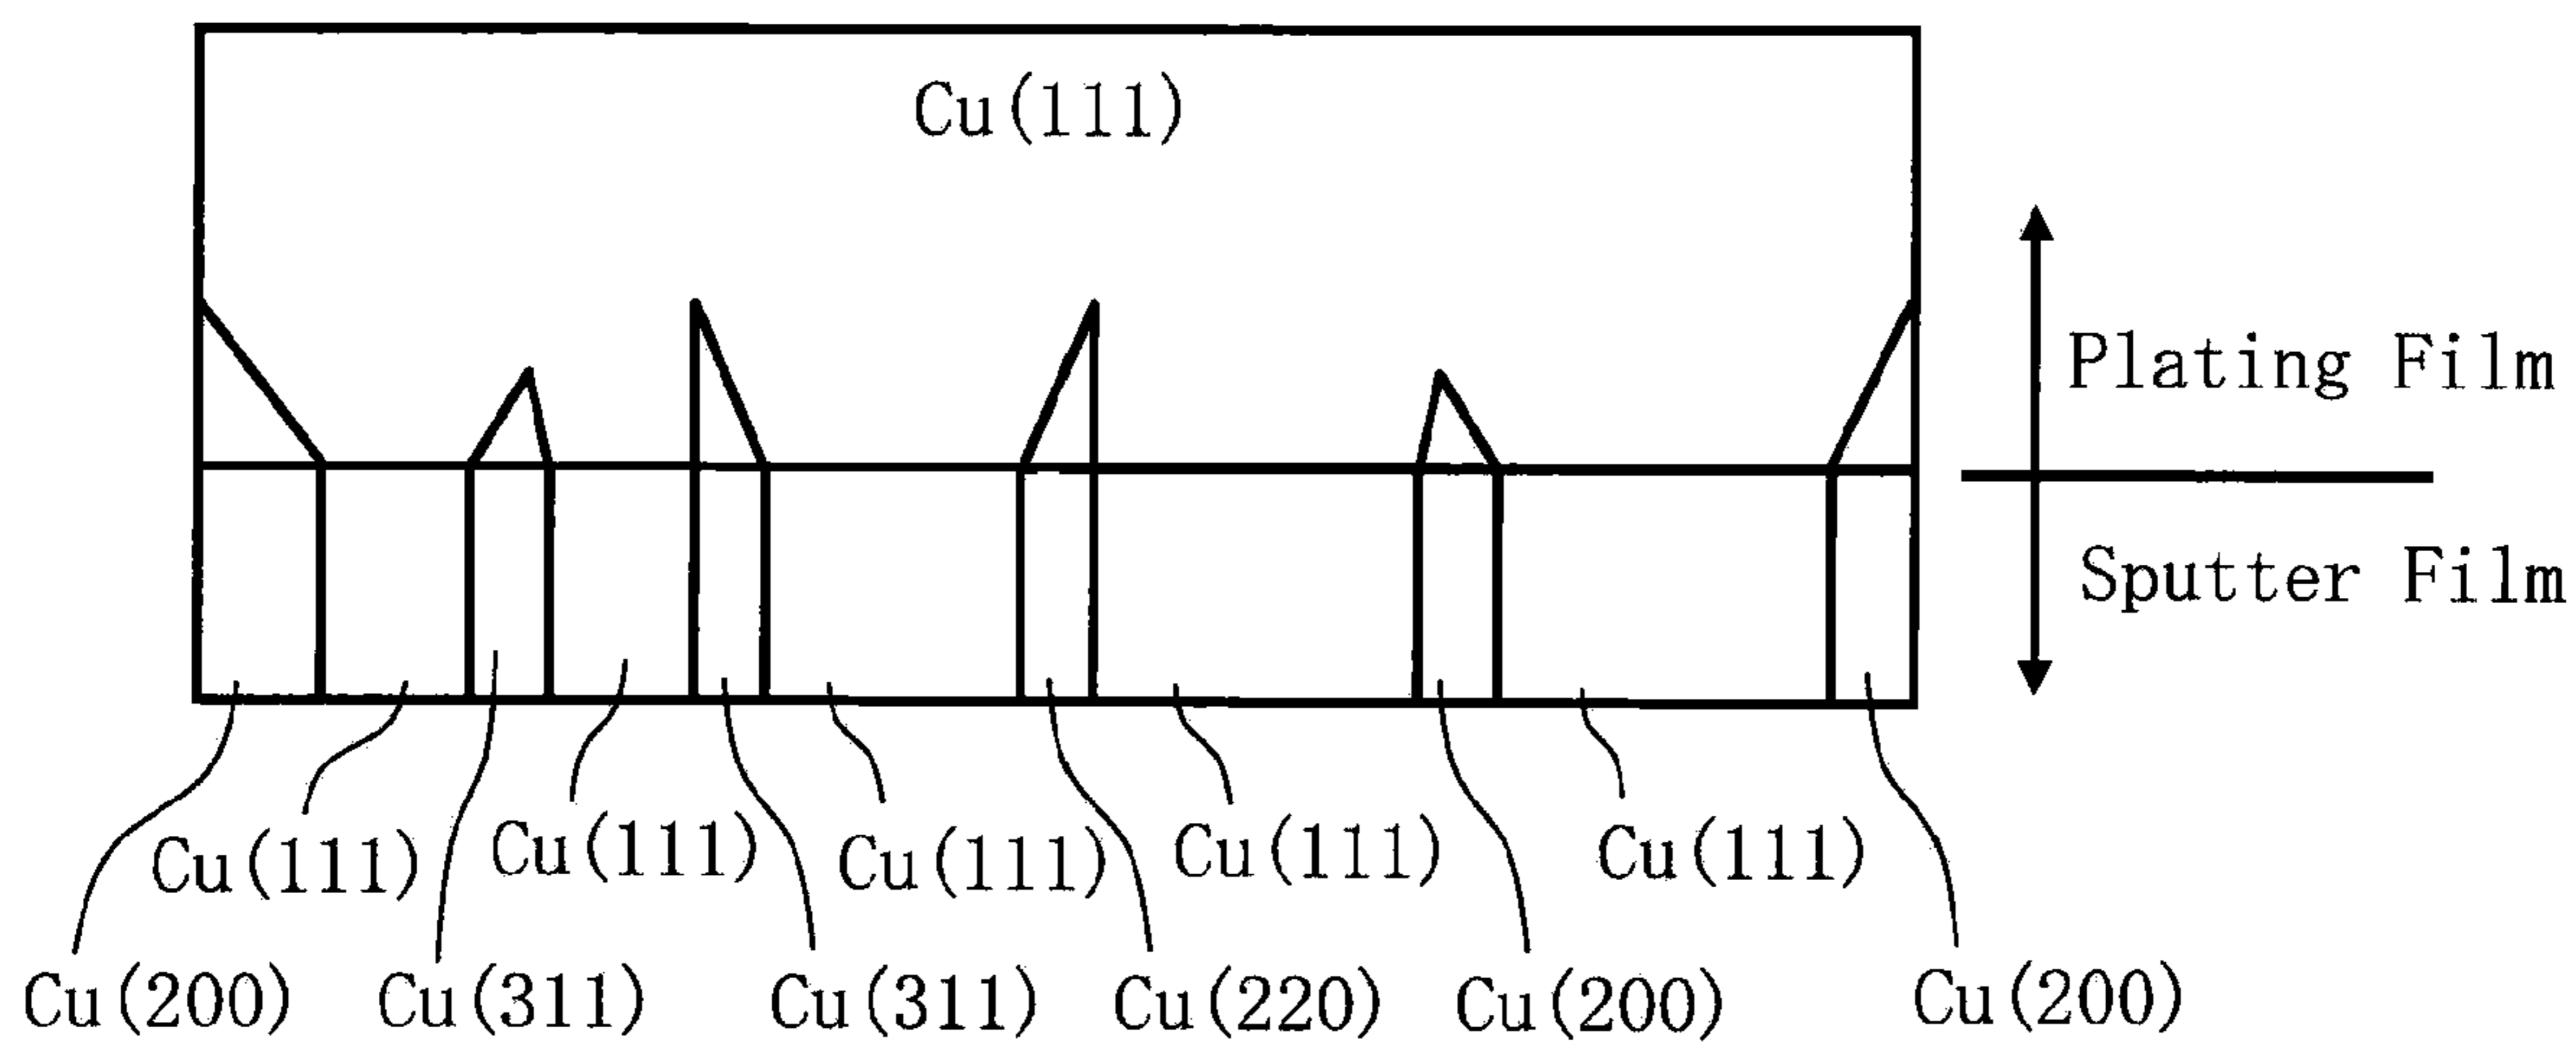 Cu(111)
Plating Film
Sputter Film
Cu(111) Cu(111) Cu(111) Cu(111) Cu(111)
Cu(200) Cu(311) Cu(311) Cu(220) Cu(200) Cu(200)